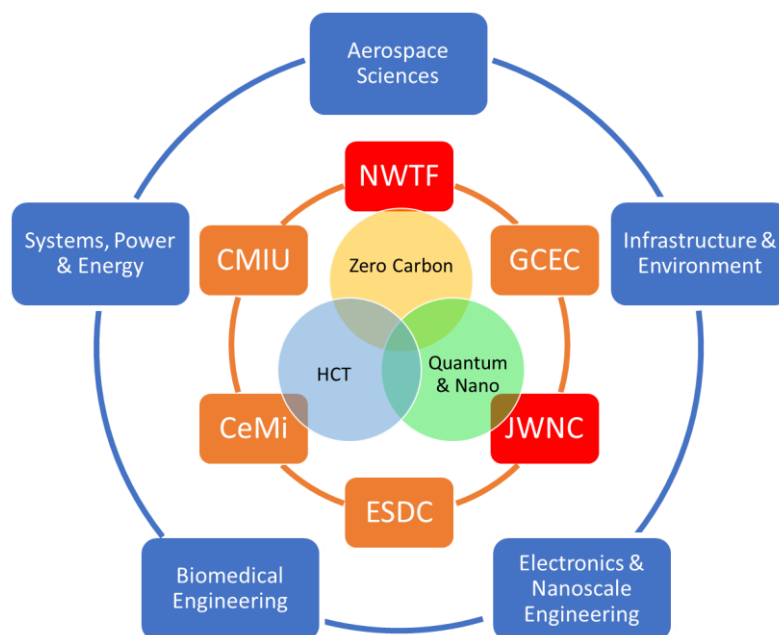 Aerospace
Sciences
NWTF
Systems, Power
& Energy
CMIU
Zero Carbon
GCEC
Infrastructure &
Environment
HCT
Quantum
& Nano
CeMi
JWNC
ESDC
Biomedical
Engineering
Electronics &
Nanoscale
Engineering